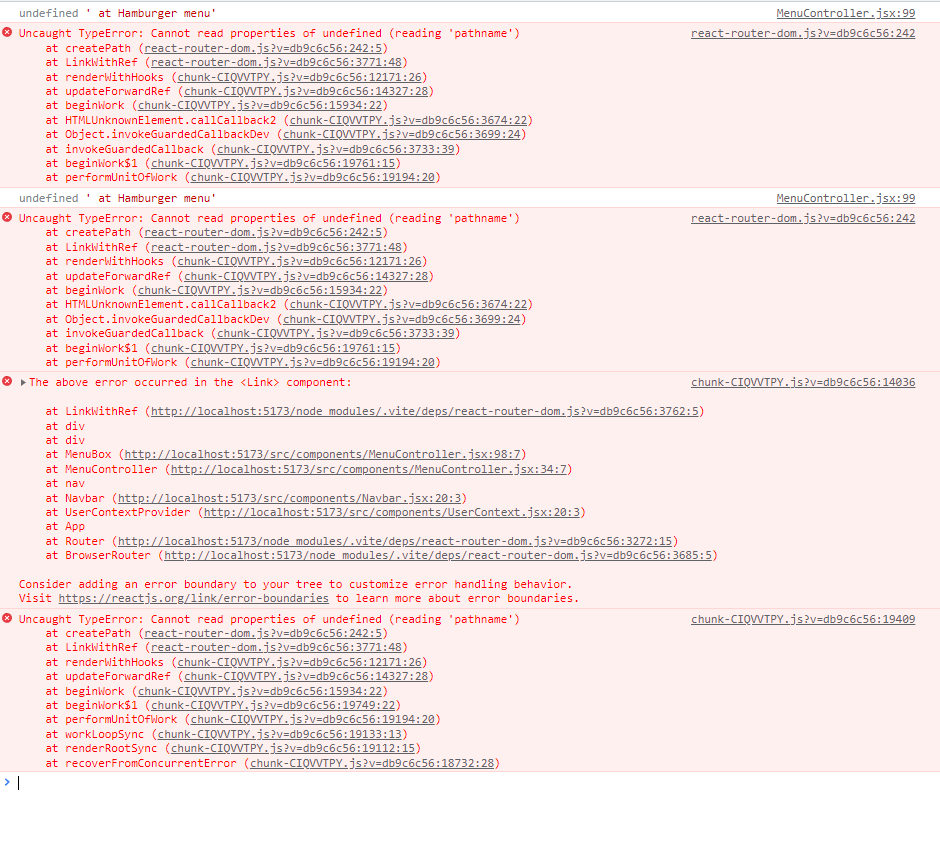 undefined ' at Hamburger menu' MenuController.jsx:99
Uncaught TypeError: Cannot read properties of undefined (reading 'pathname') react-router-dom.js?v=db9c6c56:242
at createPath (react-router-dom.js?v=db9c6c56:242:5)
at LinkWithRef (react-router-dom.js?v=db9c6c56:3771:48)
at renderWithHooks (chunk-CIQVVTPY.js?v=db9c6c56:12171:26)
at updateForwardRef (chunk-CIQVVTPY.js?v=db9c6c56:14327:28)
at beginWork (chunk-CIQVVTPY.js?v=db9c6c56:15934:22)
at HTMLUnknownElement.callCallback2 (chunk-CIQVVTPY.js?v=db9c6c56:3674:22)
at Object.invokeGuardedCallbackDev (chunk-CIQVVTPY.js?v=db9c6c56:3699:24)
at invokeGuardedCallback (chunk-CIQVVTPY.js?v=db9c6c56:3733:39)
at beginWork$1 (chunk-CIQVVTPY.js?v=db9c6c56:19761:15)
at performUnitOfWork (chunk-CIQVVTPY.js?v=db9c6c56:19194:20)
undefined ' at Hamburger menu' MenuController.jsx:99
Uncaught TypeError: Cannot read properties of undefined (reading 'pathname') react-router-dom.js?v=db9c6c56:242
at createPath (react-router-dom.js?v=db9c6c56:242:5)
at LinkWithRef (react-router-dom.js?v=db9c6c56:3771:48)
at renderWithHooks (chunk-CIQVVTPY.js?v=db9c6c56:12171:26)
at updateForwardRef (chunk-CIQVVTPY.js?v=db9c6c56:14327:28)
at beginWork (chunk-CIQVVTPY.js?v=db9c6c56:15934:22)
at HTMLUnknownElement.callCallback2 (chunk-CIQVVTPY.js?v=db9c6c56:3674:22)
at Object.invokeGuardedCallbackDev (chunk-CIQVVTPY.js?v=db9c6c56:3699:24)
at invokeGuardedCallback (chunk-CIQVVTPY.js?v=db9c6c56:3733:39)
at beginWork$1 (chunk-CIQVVTPY.js?v=db9c6c56:19761:15)
at performUnitOfWork (chunk-CIQVVTPY.js?v=db9c6c56:19194:20)
The above error occurred in the <Link> component: chunk-CIQVVTPY.js?v=db9c6c56:14036
at LinkWithRef (http://localhost:5173/node_modules/.vite/deps/react-router-dom.js?v=db9c6c56:3762:5)
at div
at div
at MenuBox (http://localhost:5173/src/components/MenuController.jsx:98:7)
at MenuController (http://localhost:5173/src/components/MenuController.jsx:34:7)
at nav
at Navbar (http://localhost:5173/src/components/Navbar.jsx:20:3)
at UserContextProvider (http://localhost:5173/src/components/UserContext.jsx:20:3)
at App
at Router (http://localhost:5173/node_modules/.vite/deps/react-router-dom.js?v=db9c6c56:3272:15)
at BrowserRouter (http://localhost:5173/node_modules/.vite/deps/react-router-dom.js?v=db9c6c56:3685:5)
Consider adding an error boundary to your tree to customize error handling behavior.
Visit https://reactjs.org/link/error-boundaries to learn more about error boundaries.
Uncaught TypeError: Cannot read properties of undefined (reading 'pathname') chunk-CIQVVTPY.js?v=db9c6c56:19409
at createPath (react-router-dom.js?v=db9c6c56:242:5)
at LinkWithRef (react-router-dom.js?v=db9c6c56:3771:48)
at renderWithHooks (chunk-CIQVVTPY.js?v=db9c6c56:12171:26)
at updateForwardRef (chunk-CIQVVTPY.js?v=db9c6c56:14327:28)
at beginWork (chunk-CIQVVTPY.js?v=db9c6c56:15934:22)
at beginWork$1 (chunk-CIQVVTPY.js?v=db9c6c56:19749:22)
at performUnitOfWork (chunk-CIQVVTPY.js?v=db9c6c56:19194:20)
at workLoopSync (chunk-CIQVVTPY.js?v=db9c6c56:19133:13)
at renderRootSync (chunk-CIQVVTPY.js?v=db9c6c56:19112:15)
at recoverFromConcurrentError (chunk-CIQVVTPY.js?v=db9c6c56:18732:28)